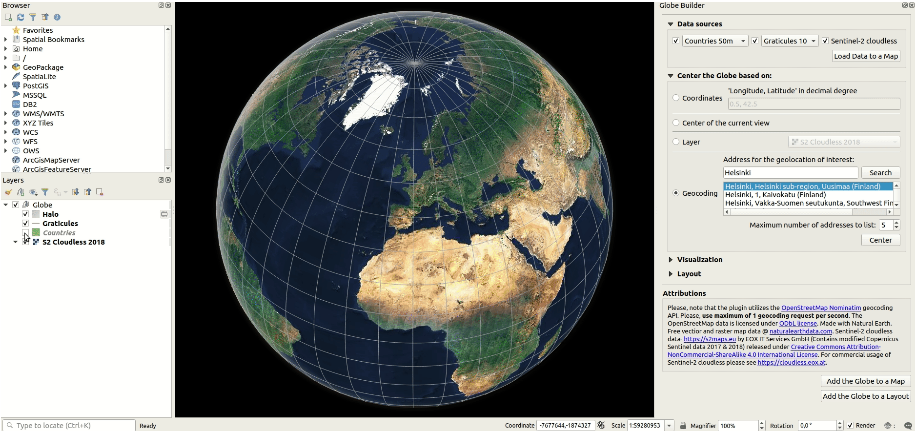 Browser
Favorites
Spatial Bookmarks
Home
/
GeoPackage
SpatiaLite
PostGIS
MSSQL
DB2
WMS/WMTS
XYZ Tiles
WCS
WFS
OWS
ArcGisMapServer
ArcGisFeatureServer
Layers
Globe
Halo
Graticules
Countries
S2 Cloudless 2018
Globe Builder
Data sources
Countries 50m Graticules 10 Sentinel-2 cloudless
Load Data to a Map
Center the Globe based on:
'Longitude, Latitude' in decimal degree
Coordinates
0.5, 42.5
Center of the current view
Layer S2 Cloudless 2018
Address for the geolocation of interest:
Helsinki Search
Helsinki, Helsinki sub-region, Uusimaa (Finland)
Geocoding
Helsinki, 1, Kaivokatu (Finland)
Helsinki, Vakka-Suomen seutukunta, Southwest Fin
Maximum number of addresses to list: 5
Center
Visualization
Layout
Attributions
Please, note that the plugin utilizes the OpenStreetMap Nominatim geocoding
API. Please, use maximum of 1 geocoding request per second. The
OpenStreetMap data is licensed under ODbL license. Made with Natural Earth.
Free vector and raster map data @ naturalearthdata.com. Sentinel-2 cloudless
data: https://s2maps.eu by EOX IT Services GmbH (Contains modified Copernicus
Sentinel data 2017 & 2018) released under Creative Commons Attribution-
NonCommercial-ShareAlike 4.0 International License. For commercial usage of
Sentinel-2 cloudless please see https://cloudless.eox.at.
Add the Globe to a Map
Add the Globe to a Layout
Type to locate (Ctrl+K) Ready Coordinate -7677644,-1874327 Scale 1:59280953 Magnifier 100% Rotation 0.0° Render